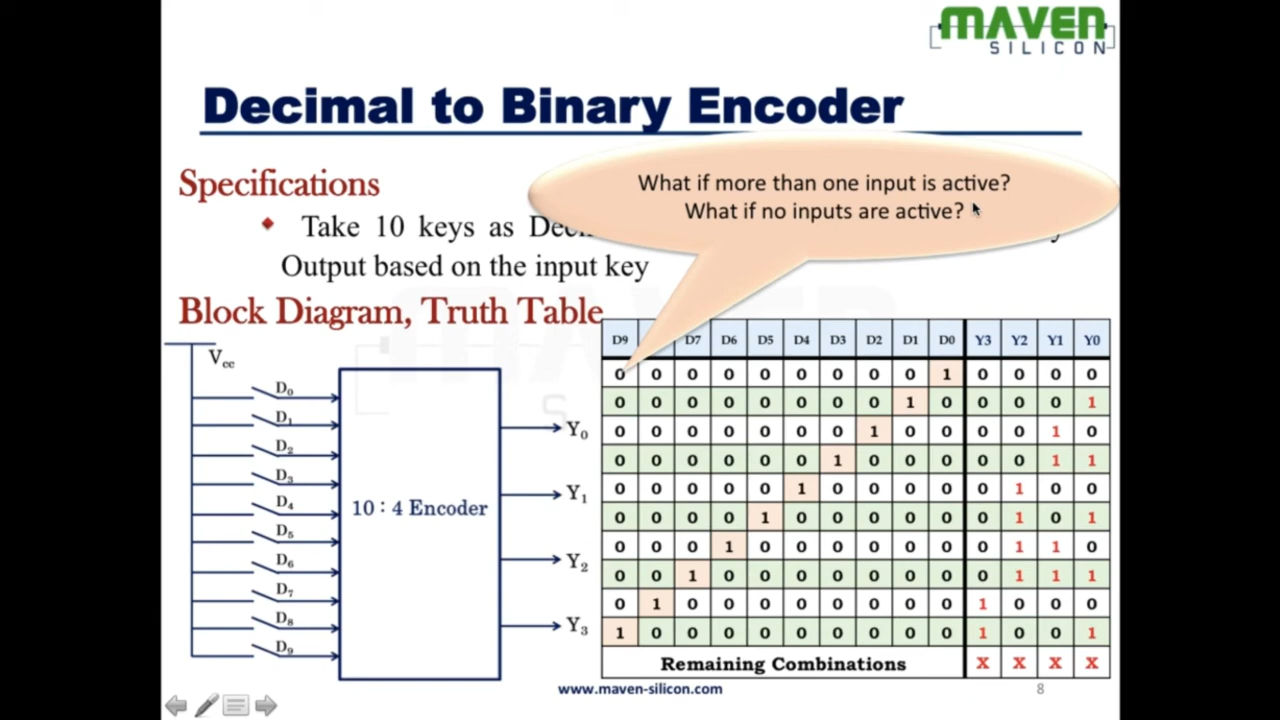 MAVEN
SILICON
Decimal to Binary Encoder
What if more than one input is active?
What if no inputs are active?
Specifications
Take 10 keys as
Output based on the input key
Block Diagram, Truth Table
Vcc
D0
D1
D2
D3
D4
D5
D6
D7
D8
D9
10 : 4 Encoder
Y0
Y1
Y2
Y3
D9 D7 D6 D5 D4 D3 D2 D1 D0 Y3 Y2 Y1 Y0
0 0 0 0 0 0 0 0 0 1 0 0 0 0
0 0 0 0 0 0 0 0 1 0 0 0 0 1
0 0 0 0 0 0 0 1 0 0 0 0 1 0
0 0 0 0 0 0 1 0 0 0 0 0 1 1
0 0 0 0 0 1 0 0 0 0 0 1 0 0
0 0 0 0 1 0 0 0 0 0 0 1 0 1
0 0 0 1 0 0 0 0 0 0 0 1 1 0
0 0 1 0 0 0 0 0 0 0 0 1 1 1
0 1 0 0 0 0 0 0 0 0 1 0 0 0
1 0 0 0 0 0 0 0 0 0 1 0 0 1
Remaining Combinations X X X X
www.maven-silicon.com
8